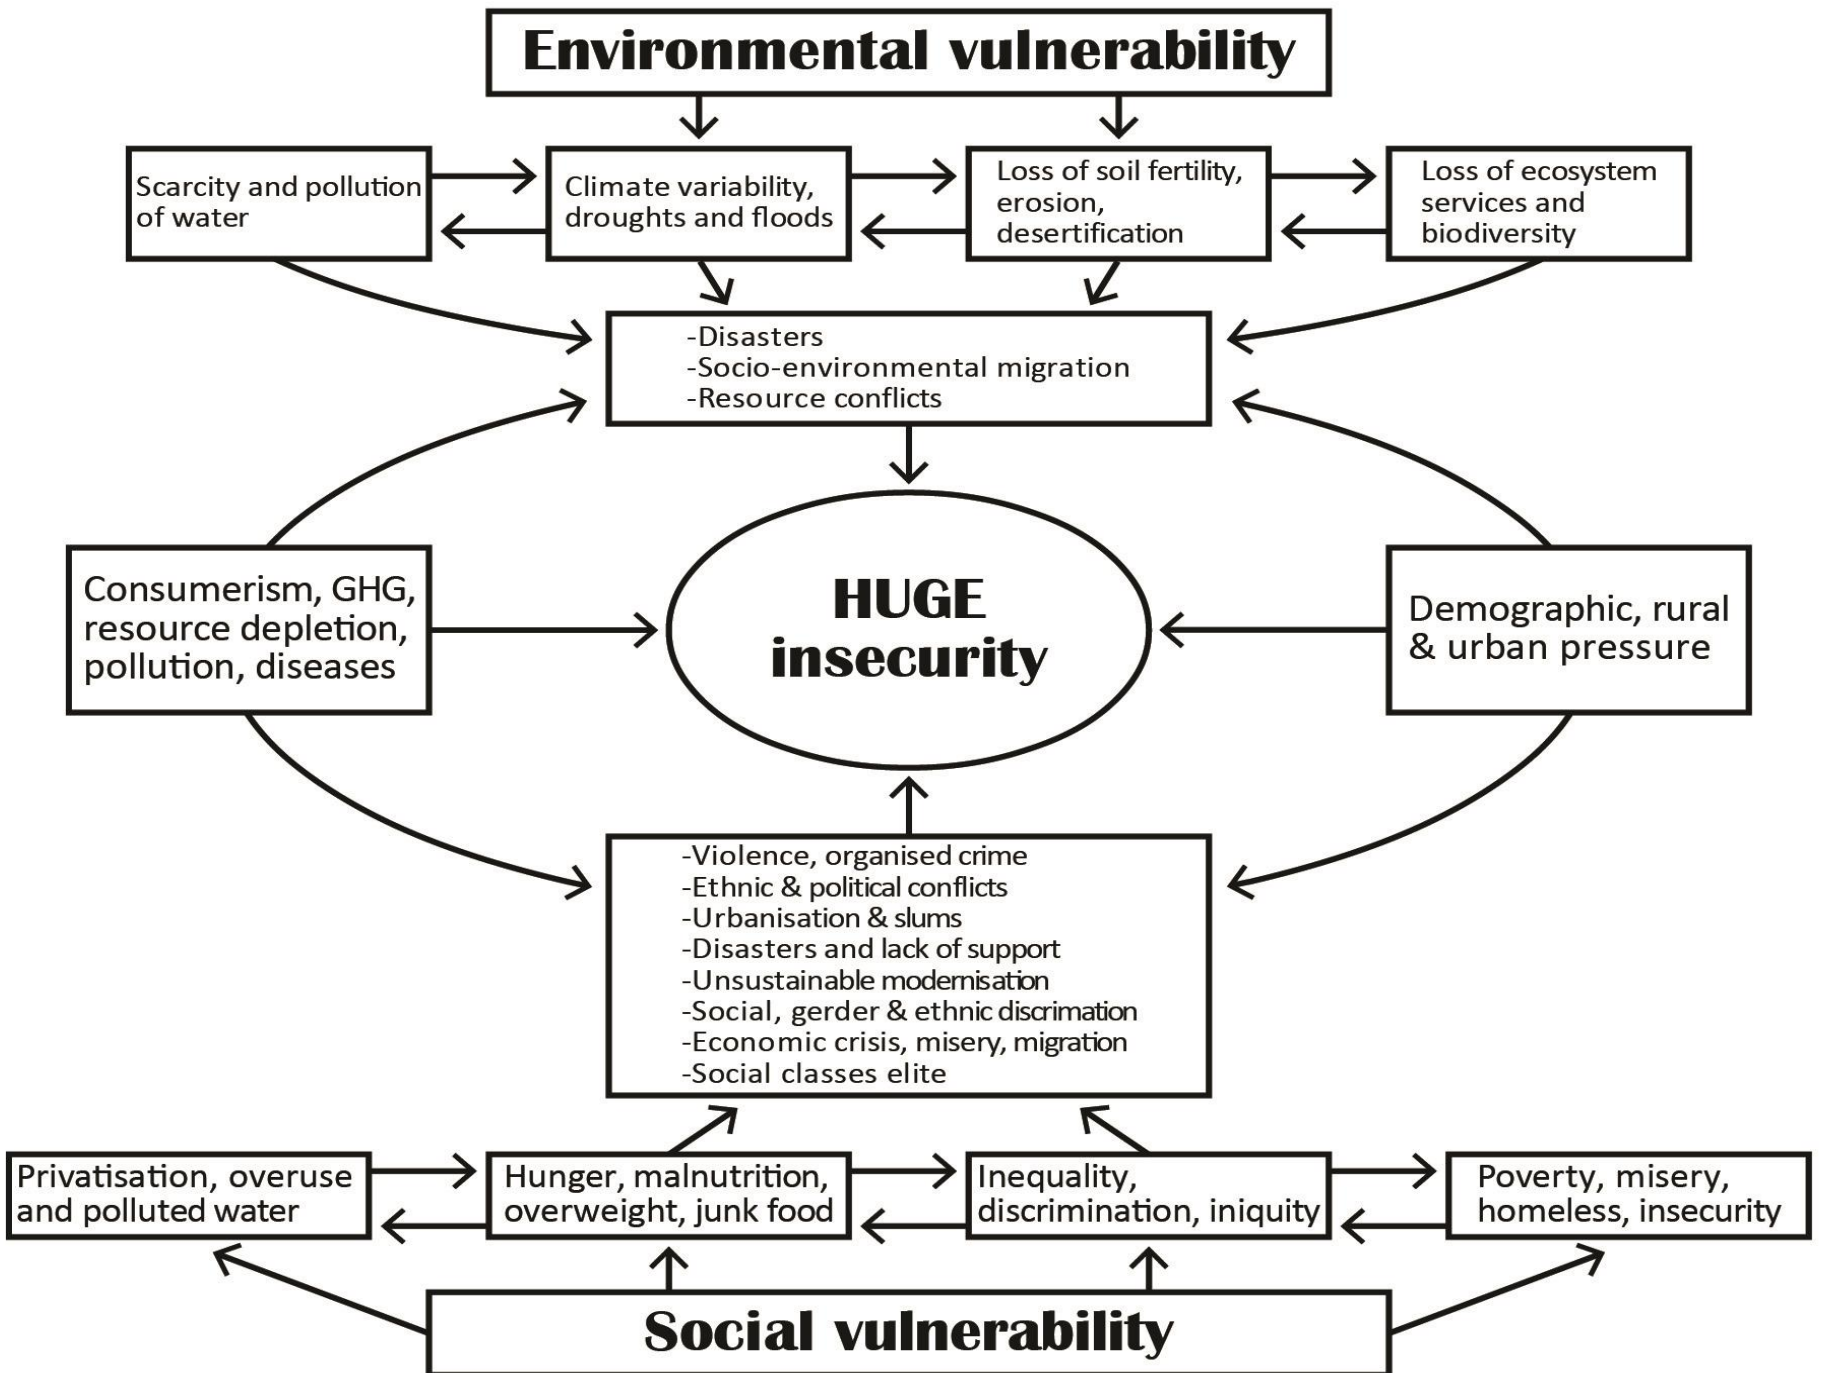 Environmental vulnerability
Scarcity and pollution
of water
Climate variability,
droughts and floods
Loss of soil fertility,
erosion,
desertification
Loss of ecosystem
services and
biodiversity
-Disasters
-Socio-environmental migration
-Resource conflicts
Consumerism, GHG,
resource depletion,
pollution, diseases
HUGE
insecurity
Demographic, rural
& urban pressure
-Violence, organised crime
-Ethnic & political conflicts
-Urbanisation & slums
-Disasters and lack of support
-Unsustainable modernisation
-Social, gerder & ethnic discrimation
-Economic crisis, misery, migration
-Social classes elite
Privatisation, overuse
and polluted water
Hunger, malnutrition,
overweight, junk food
Inequality,
discrimination, iniquity
Poverty, misery,
homeless, insecurity
Social vulnerability